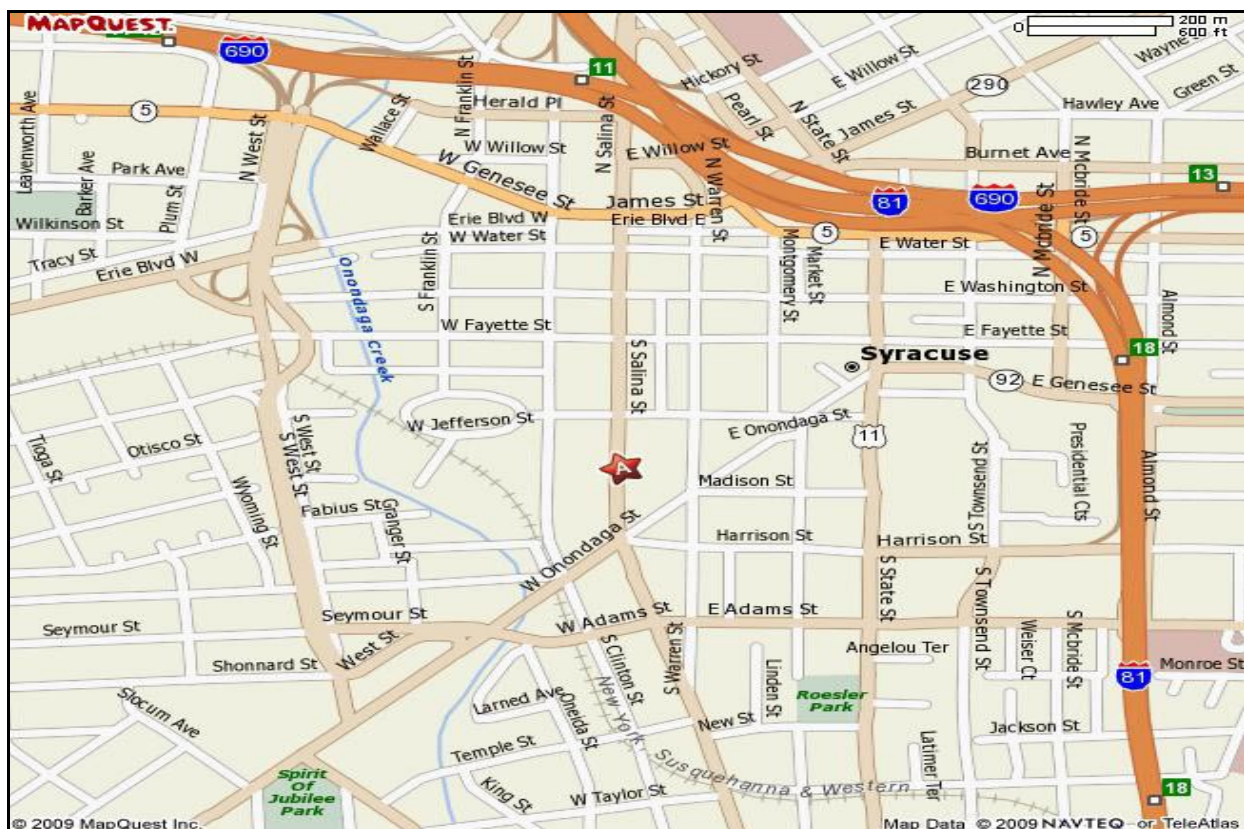 MAPQUEST.
200 m
600 ft
690
11
5
290
Hickory St
E Willow St
Wayne St
Green St
Hawley Ave
Pearl St
N State St
James St
Burnet Ave
Leavenworth Ave
Barker Ave
Park Ave
Plum St
N West St
Wallace St
N Franklin St
Herald Pl
W Willow St
N Salina St
E Willow St
N Warren St
W Genesee St
James St
81
690
13
N Mcbride St
N Mcbride St
Wilkinson St
Tracy St
Erie Blvd W
Erie Blvd W
Erie Blvd E
W Water St
5
E Water St
5
Onondaga Creek
S Franklin St
Montgomery St
Market St
E Washington St
Almond St
W Fayette St
E Fayette St
S Salina St
Syracuse
18
92
E Genesee St
W Jefferson St
E Onondaga St
11
S West St
S West St
Otisco St
Tioga St
Wyoming St
A
Madison St
S Townsend St
Presidential Cts
Almond St
Fabius St
Granger St
W Onondaga St
Harrison St
Harrison St
S State St
S Townsend St
Seymour St
Seymour St
W Adams St
E Adams St
Shonnard St
West St
S Clinton St
S Warren St
Angelou Ter
Weiser Ct
S Mcbride St
81
Monroe St
Slocum Ave
Larned Ave
Oneida St
Linden St
Roesler
Park
New St
Jackson St
Temple St
Latimer Ter
King St
New York Susquehanna & Western
W Taylor St
Spirit
Of
Jubilee
Park
18
© 2009 MapQuest Inc.
Map Data © 2009 NAVTEQ or TeleAtlas